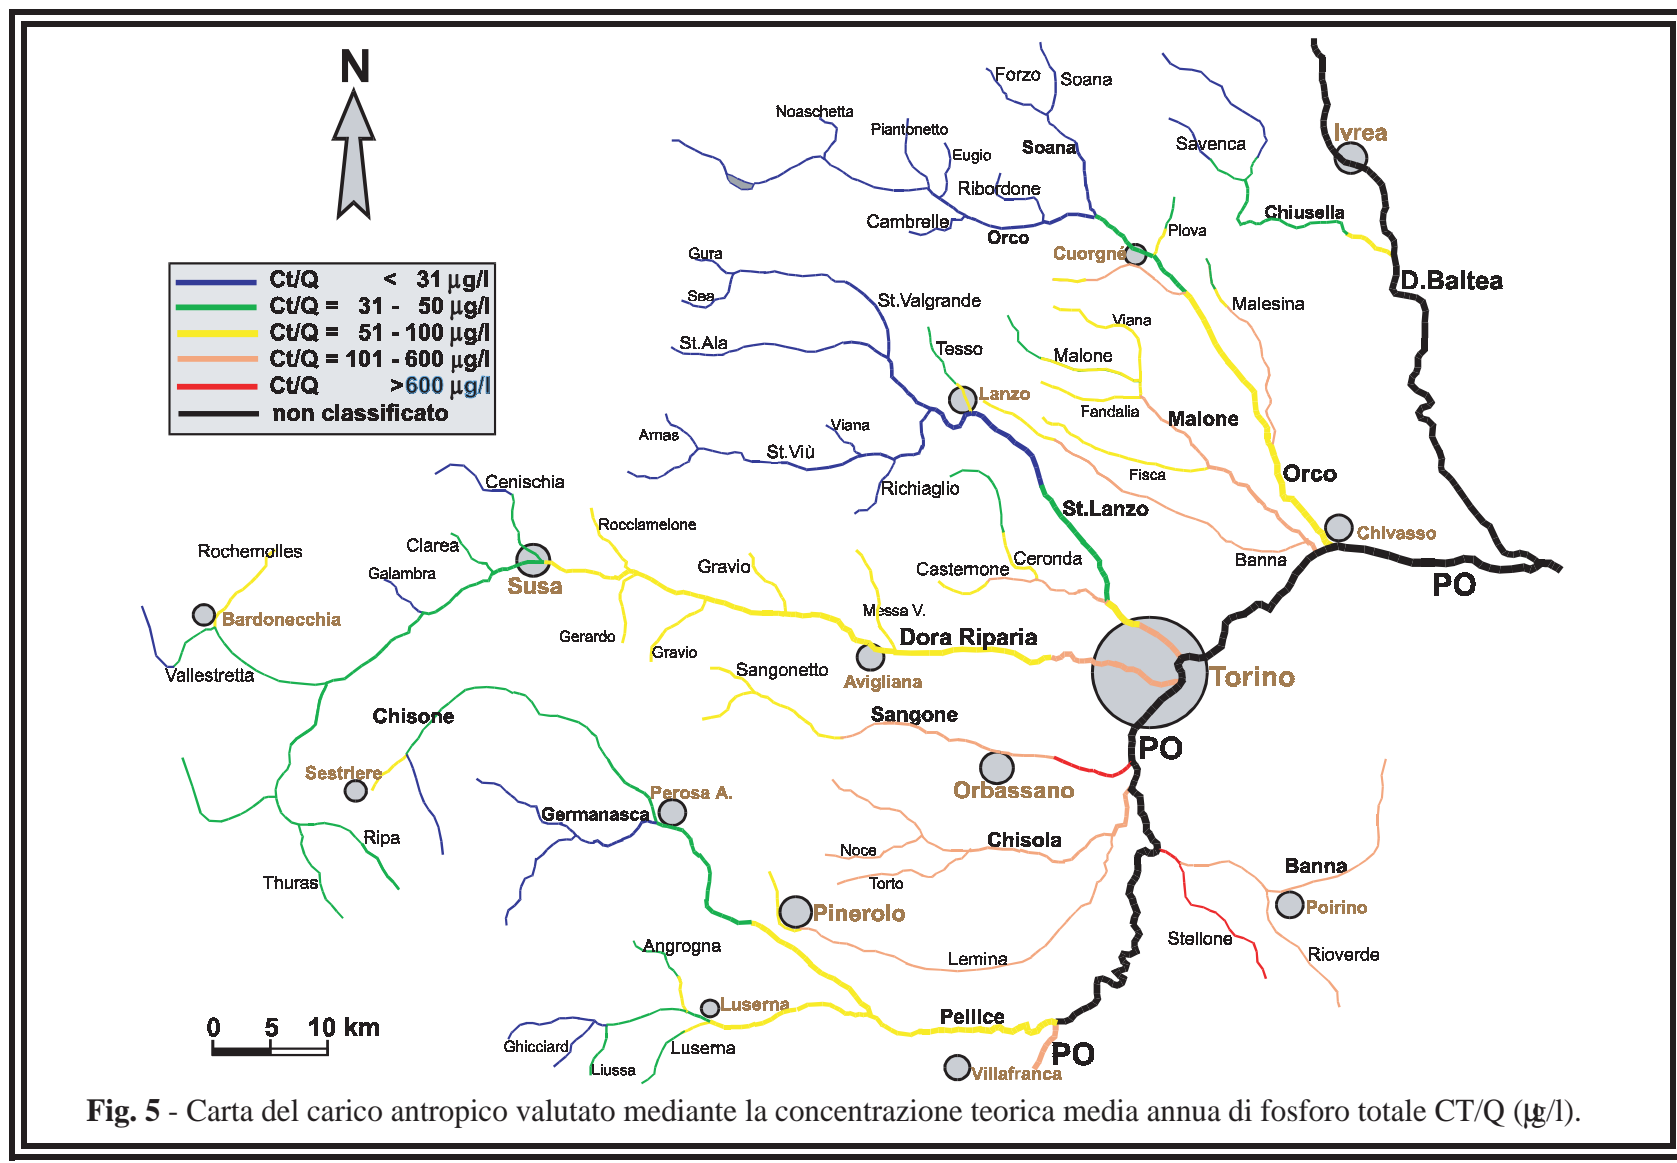 N
Forzo
Soana
Noaschetta
Piantonetto
Eugio
Soana
Ribordone
Cambrelle
Orco
Savenca
Ivrea
Chiusella
Plova
Cuorgné
D.Baltea
Malesina
Gura
Sea
St.Valgrande
St.Ala
Tesso
Viana
Malone
Lanzo
Fandalia
Malone
Ct/Q < 31 µg/l
Ct/Q = 31 - 50 µg/l
Ct/Q = 51 - 100 µg/l
Ct/Q = 101 - 600 µg/l
Ct/Q >600 µg/l
non classificato
Arnas
Viana
St.Viù
Richiaglio
Fisca
Orco
St.Lanzo
Chivasso
Banna
PO
Cenischia
Rocciamelone
Clarea
Galambra
Susa
Rochemolles
Bardonecchia
Gravio
Casternone
Ceronda
Messa V.
Gerardo
Gravio
Dora Riparia
Avigliana
Torino
Vallestretta
Sangonetto
Chisone
Sangone
PO
Sestriere
Perosa A.
Orbassano
Germanasca
Chisola
Noce
Torto
Ripa
Thuras
Banna
Poirino
Pinerolo
Stellone
Rioverde
Angrogna
Lemina
Luserna
Pellice
PO
Ghicciard
Liussa
Luserna
Villafranca
0 5 10 km
Fig. 5 - Carta del carico antropico valutato mediante la concentrazione teorica media annua di fosforo totale CT/Q (µg/l).